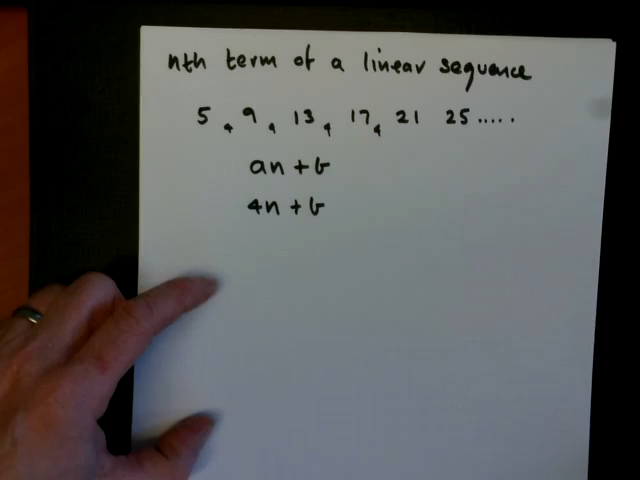 nth term of a linear sequence
5 4 9 4 13 4 17 4 21 25.....
an + b
4n + b